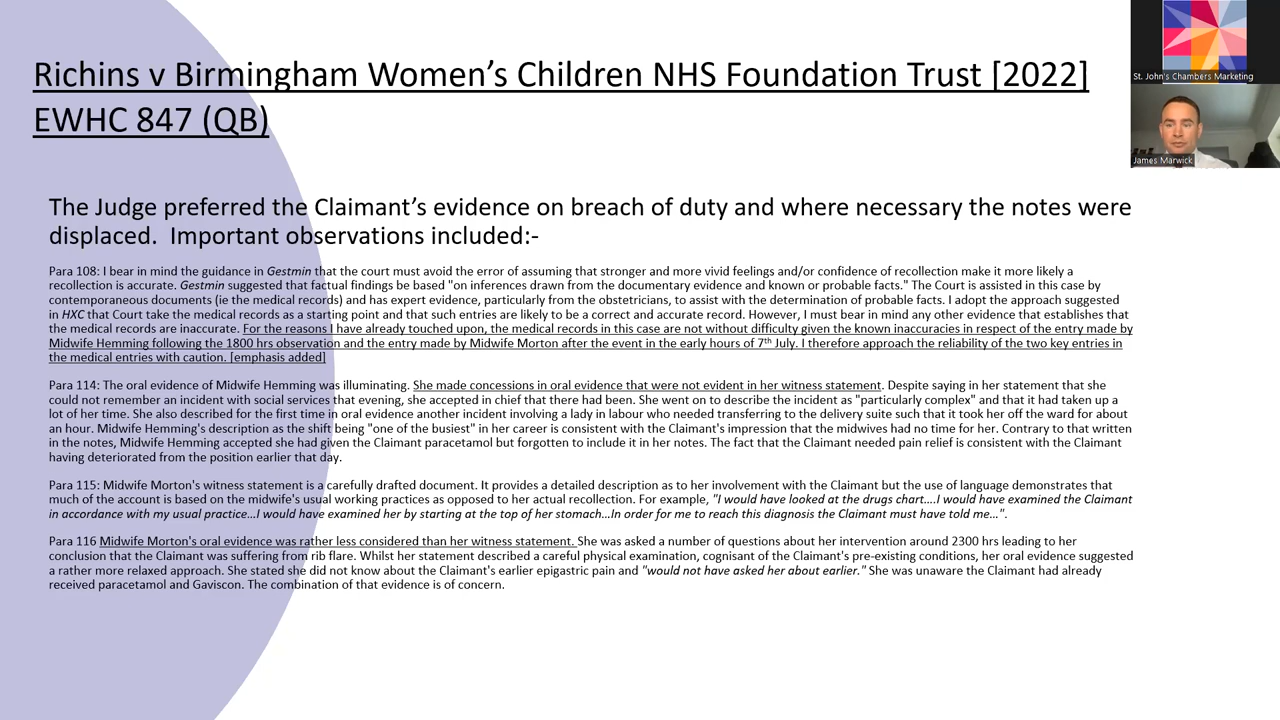 Richins v Birmingham Women's Children NHS Foundation Trust [2022]
EWHC 847 (QB)
St. John's Chambers Marketing
James Marwick
The Judge preferred the Claimant's evidence on breach of duty and where necessary the notes were
displaced. Important observations included:-
Para 108: I bear in mind the guidance in Gestmin that the court must avoid the error of assuming that stronger and more vivid feelings and/or confidence of recollection make it more likely a
recollection is accurate. Gestmin suggested that factual findings be based "on inferences drawn from the documentary evidence and known or probable facts." The Court is assisted in this case by
contemporaneous documents (ie the medical records) and has expert evidence, particularly from the obstetricians, to assist with the determination of probable facts. I adopt the approach suggested
in HXC that Court take the medical records as a starting point and that such entries are likely to be a correct and accurate record. However, I must bear in mind any other evidence that establishes that
the medical records are inaccurate. For the reasons I have already touched upon, the medical records in this case are not without difficulty given the known inaccuracies in respect of the entry made by
Midwife Hemming following the 1800 hrs observation and the entry made by Midwife Morton after the event in the early hours of 7th July. I therefore approach the reliability of the two key entries in
the medical entries with caution. [emphasis added]
Para 114: The oral evidence of Midwife Hemming was illuminating. She made concessions in oral evidence that were not evident in her witness statement. Despite saying in her statement that she
could not remember an incident with social services that evening, she accepted in chief that there had been. She went on to describe the incident as "particularly complex" and that it had taken up a
lot of her time. She also described for the first time in oral evidence another incident involving a lady in labour who needed transferring to the delivery suite such that it took her off the ward for about
an hour. Midwife Hemming's description as the shift being "one of the busiest" in her career is consistent with the Claimant's impression that the midwives had no time for her. Contrary to that written
in the notes, Midwife Hemming accepted she had given the Claimant paracetamol but forgotten to include it in her notes. The fact that the Claimant needed pain relief is consistent with the Claimant
having deteriorated from the position earlier that day.
Para 115: Midwife Morton's witness statement is a carefully drafted document. It provides a detailed description as to her involvement with the Claimant but the use of language demonstrates that
much of the account is based on the midwife's usual working practices as opposed to her actual recollection. For example, "I would have looked at the drugs chart....I would have examined the Claimant
in accordance with my usual practice...I would have examined her by starting at the top of her stomach...In order for me to reach this diagnosis the Claimant must have told me...".
Para 116 Midwife Morton's oral evidence was rather less considered than her witness statement. She was asked a number of questions about her intervention around 2300 hrs leading to her
conclusion that the Claimant was suffering from rib flare. Whilst her statement described a careful physical examination, cognisant of the Claimant's pre-existing conditions, her oral evidence suggested
a rather more relaxed approach. She stated she did not know about the Claimant's earlier epigastric pain and "would not have asked her about earlier." She was unaware the Claimant had already
received paracetamol and Gaviscon. The combination of that evidence is of concern.